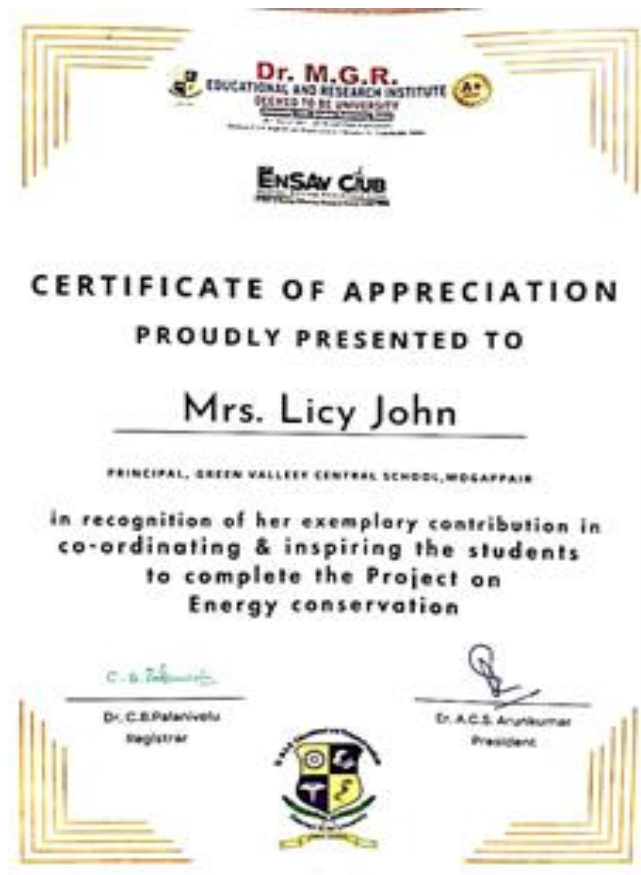 Dr. M.G.R.
EDUCATIONAL AND RESEARCH INSTITUTE
DEEMED TO BE UNIVERSITY
A+
ENSAV CLUB
CERTIFICATE OF APPRECIATION
PROUDLY PRESENTED TO
Mrs. Licy John
PRINCIPAL, GREEN VALLEEY CENTRAL SCHOOL,MOGAPPAIR
in recognition of her exemplary contribution in
co-ordinating & inspiring the students
to complete the Project on
Energy conservation
Dr. C.B.Palanivelu
Registrar
Er. A.C.S. Arunkumar
President